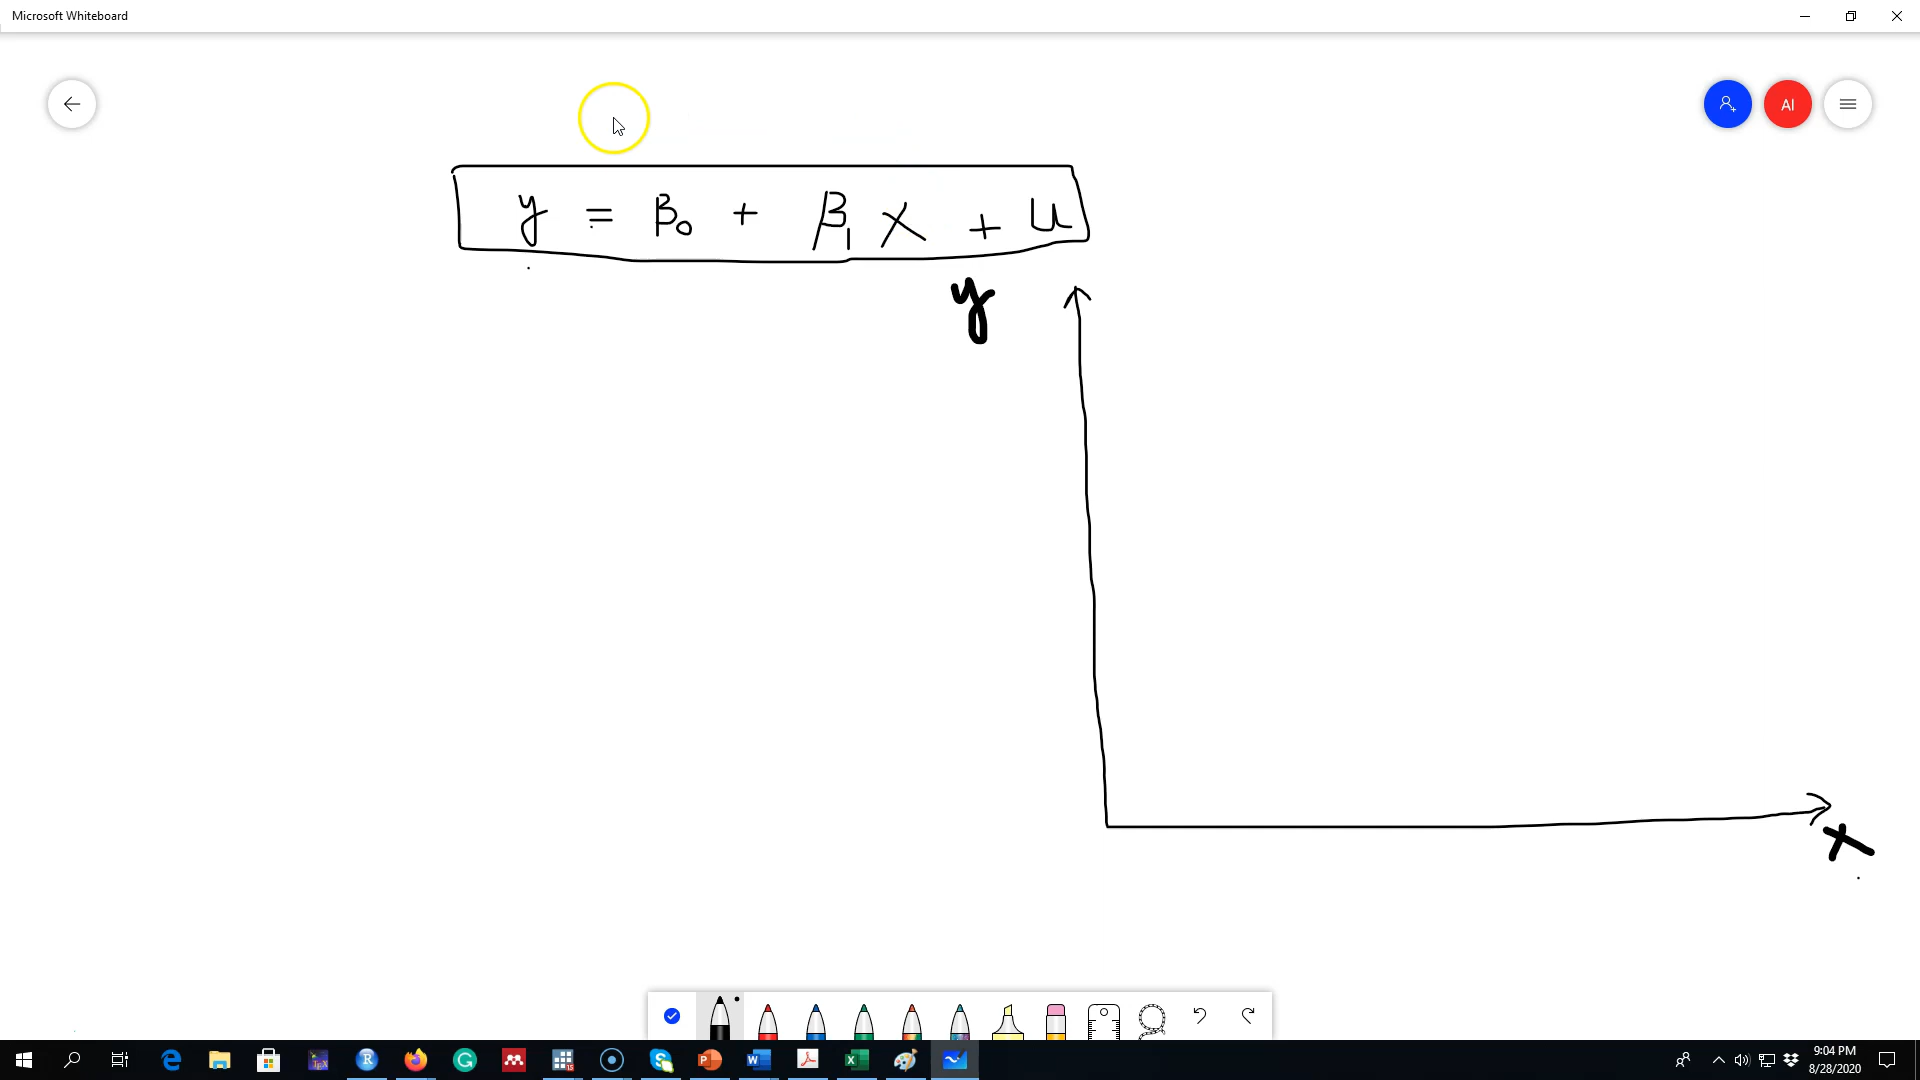 Microsoft Whiteboard
AI
y = β₀ + β₁ x + u
y
x
9:04 PM
8/28/2020